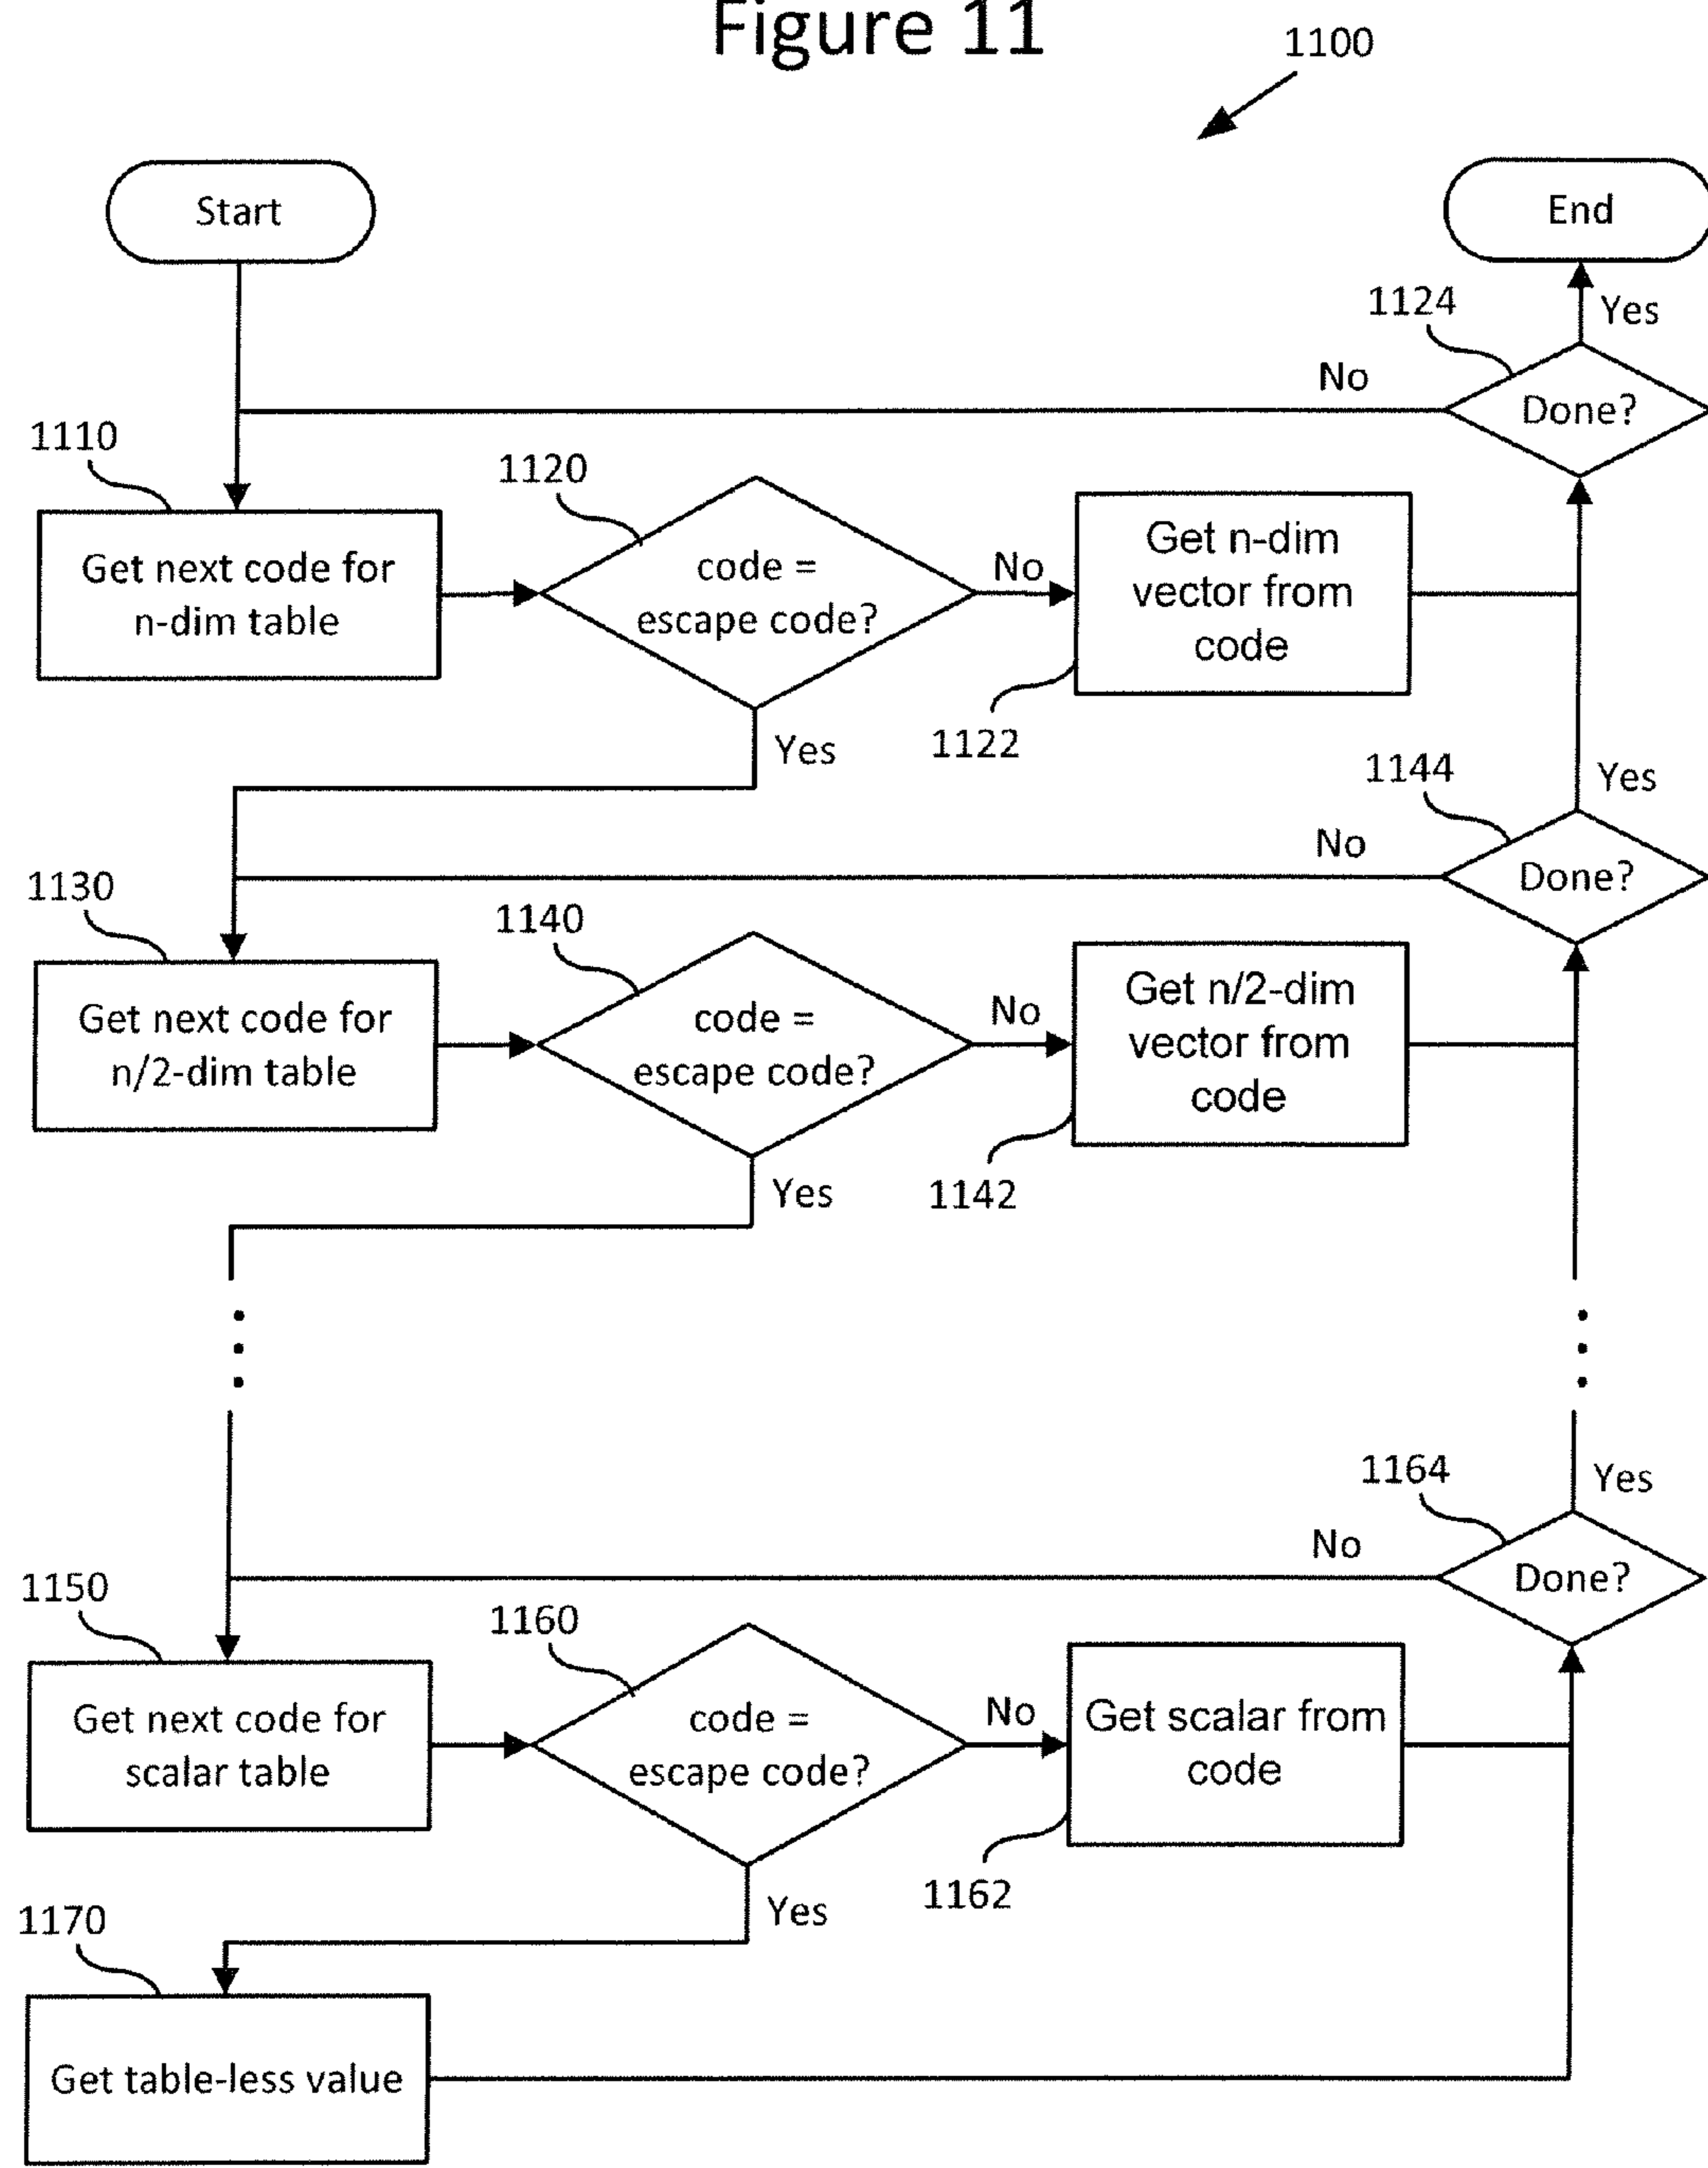 Figure 11
1100
Start
End
1124
Yes
No
Done?
1110
1120
Get next code for
n-dim table
code =
escape code?
No
Get n-dim
vector from
code
Yes
1122
1144
Yes
No
Done?
1130
1140
Get next code for
n/2-dim table
code =
escape code?
No
Get n/2-dim
vector from
code
Yes
1142
1164
Yes
No
Done?
1150
1160
Get next code for
scalar table
code =
escape code?
No
Get scalar from
code
Yes
1162
1170
Get table-less value